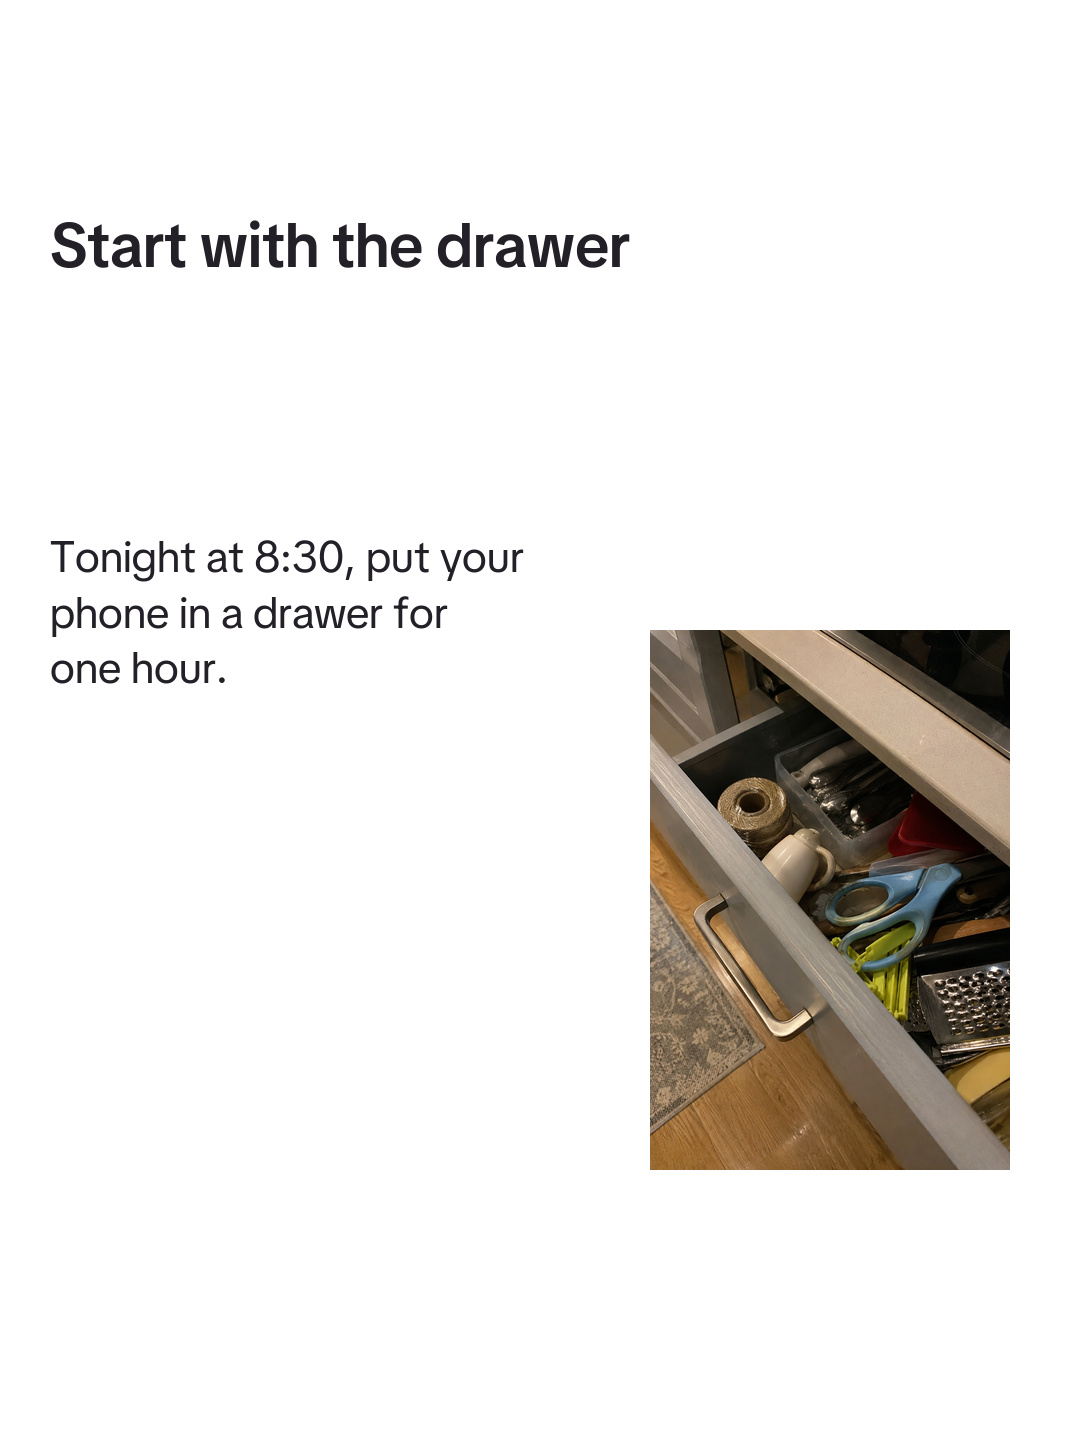 Start with the drawer
Tonight at 8:30, put your
phone in a drawer for
one hour.